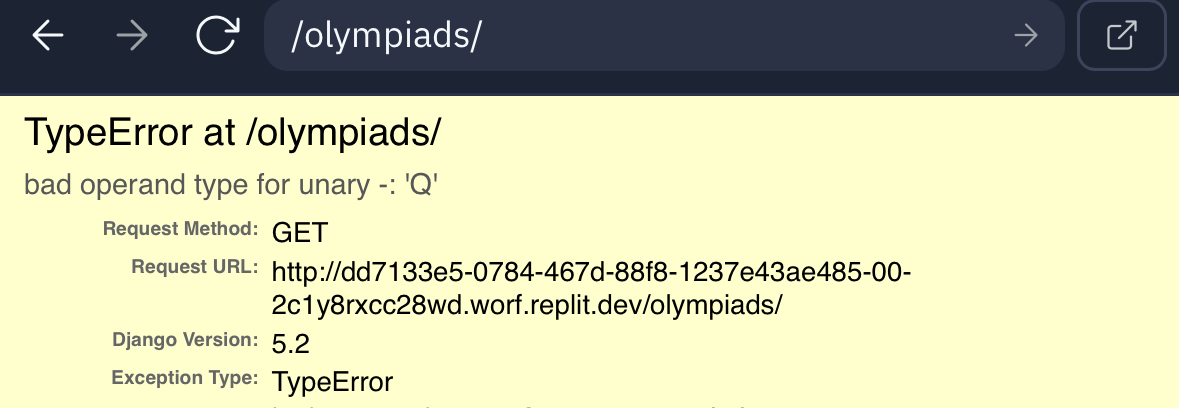 /olympiads/
TypeError at /olympiads/
bad operand type for unary -: 'Q'
Request Method: GET
Request URL: http://dd7133e5-0784-467d-88f8-1237e43ae485-00-
2c1y8rxcc28wd.worf.replit.dev/olympiads/
Django Version: 5.2
Exception Type: TypeError